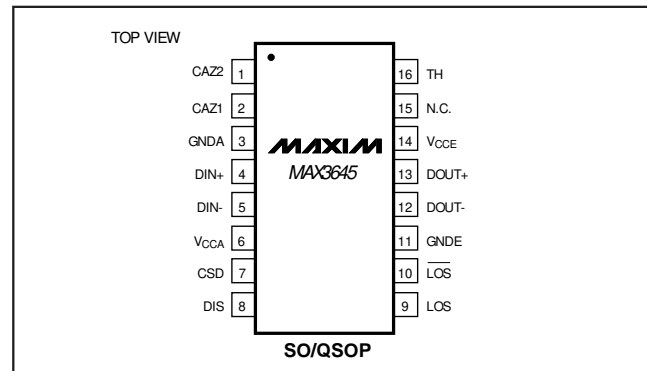 TOP VIEW
CAZ2 1
CAZ1 2
GNDA 3
DIN+ 4
DIN- 5
VCCA 6
CSD 7
DIS 8
MAXIM
MAX3645
16 TH
15 N.C.
14 VCCE
13 DOUT+
12 DOUT-
11 GNDE
10 L̅O̅S̅
9 LOS
SO/QSOP